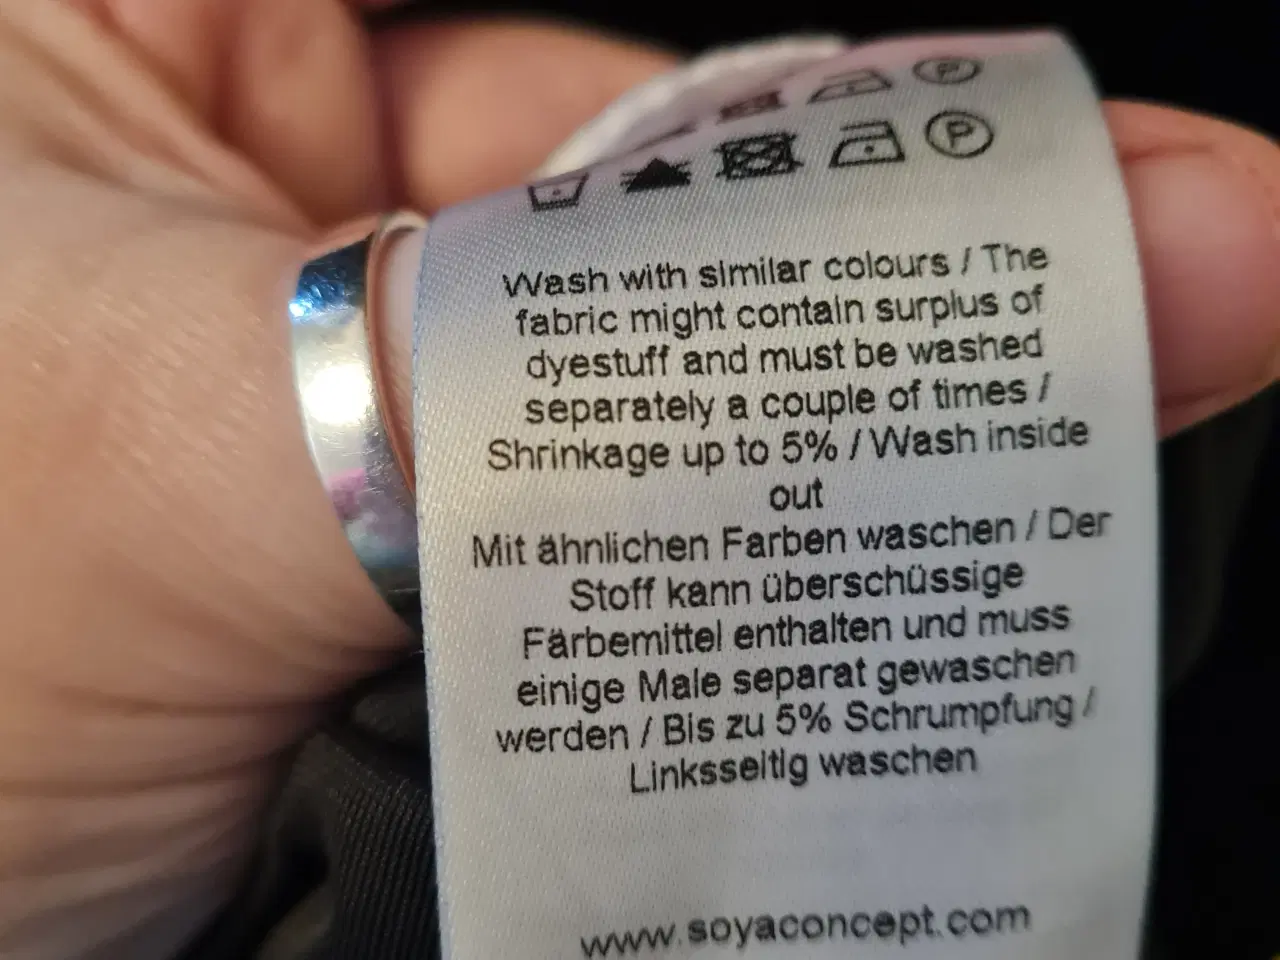 P
P
Wash with similar colours / The
fabric might contain surplus of
dyestuff and must be washed
separately a couple of times /
Shrinkage up to 5% / Wash inside
out
Mit ähnlichen Farben waschen / Der
Stoff kann überschüssige
Färbemittel enthalten und muss
einige Male separat gewaschen
werden / Bis zu 5% Schrumpfung /
Linksseitig waschen
www.soyaconcept.com